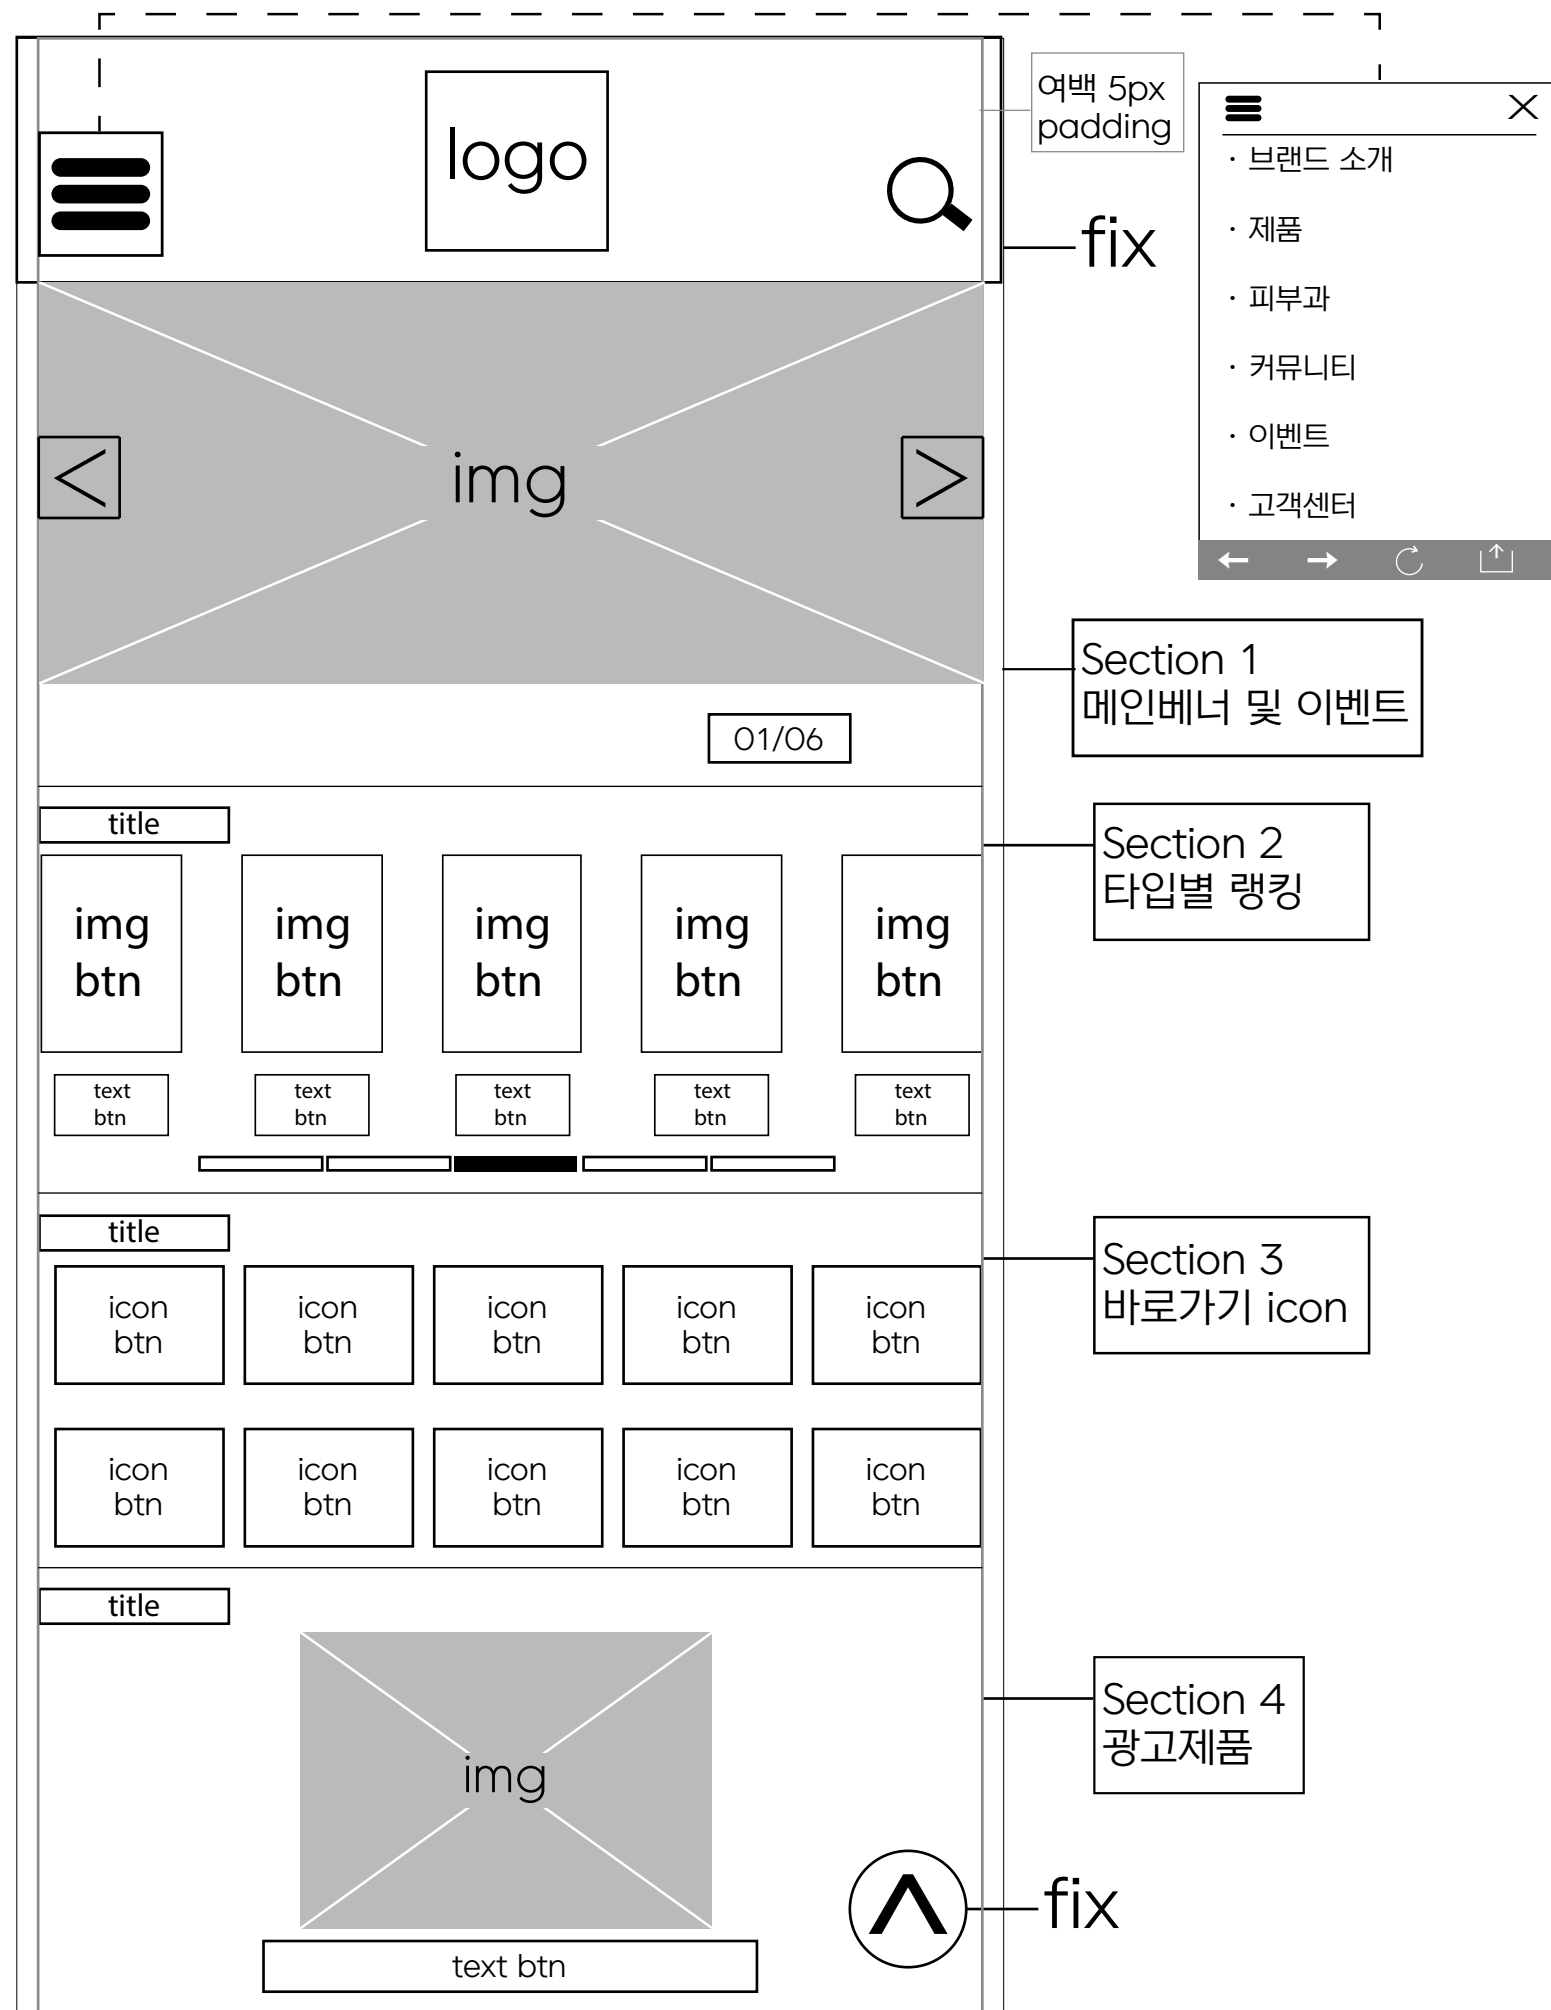 logo
여백 5px
padding
fix
· 브랜드 소개
· 제품
· 피부과
· 커뮤니티
· 이벤트
· 고객센터
<
img
>
01/06
Section 1
메인베너 및 이벤트
title
img
btn
img
btn
img
btn
img
btn
img
btn
text
btn
text
btn
text
btn
text
btn
text
btn
Section 2
타입별 랭킹
title
icon
btn
icon
btn
icon
btn
icon
btn
icon
btn
icon
btn
icon
btn
icon
btn
icon
btn
icon
btn
Section 3
바로가기 icon
title
img
text btn
Section 4
광고제품
fix